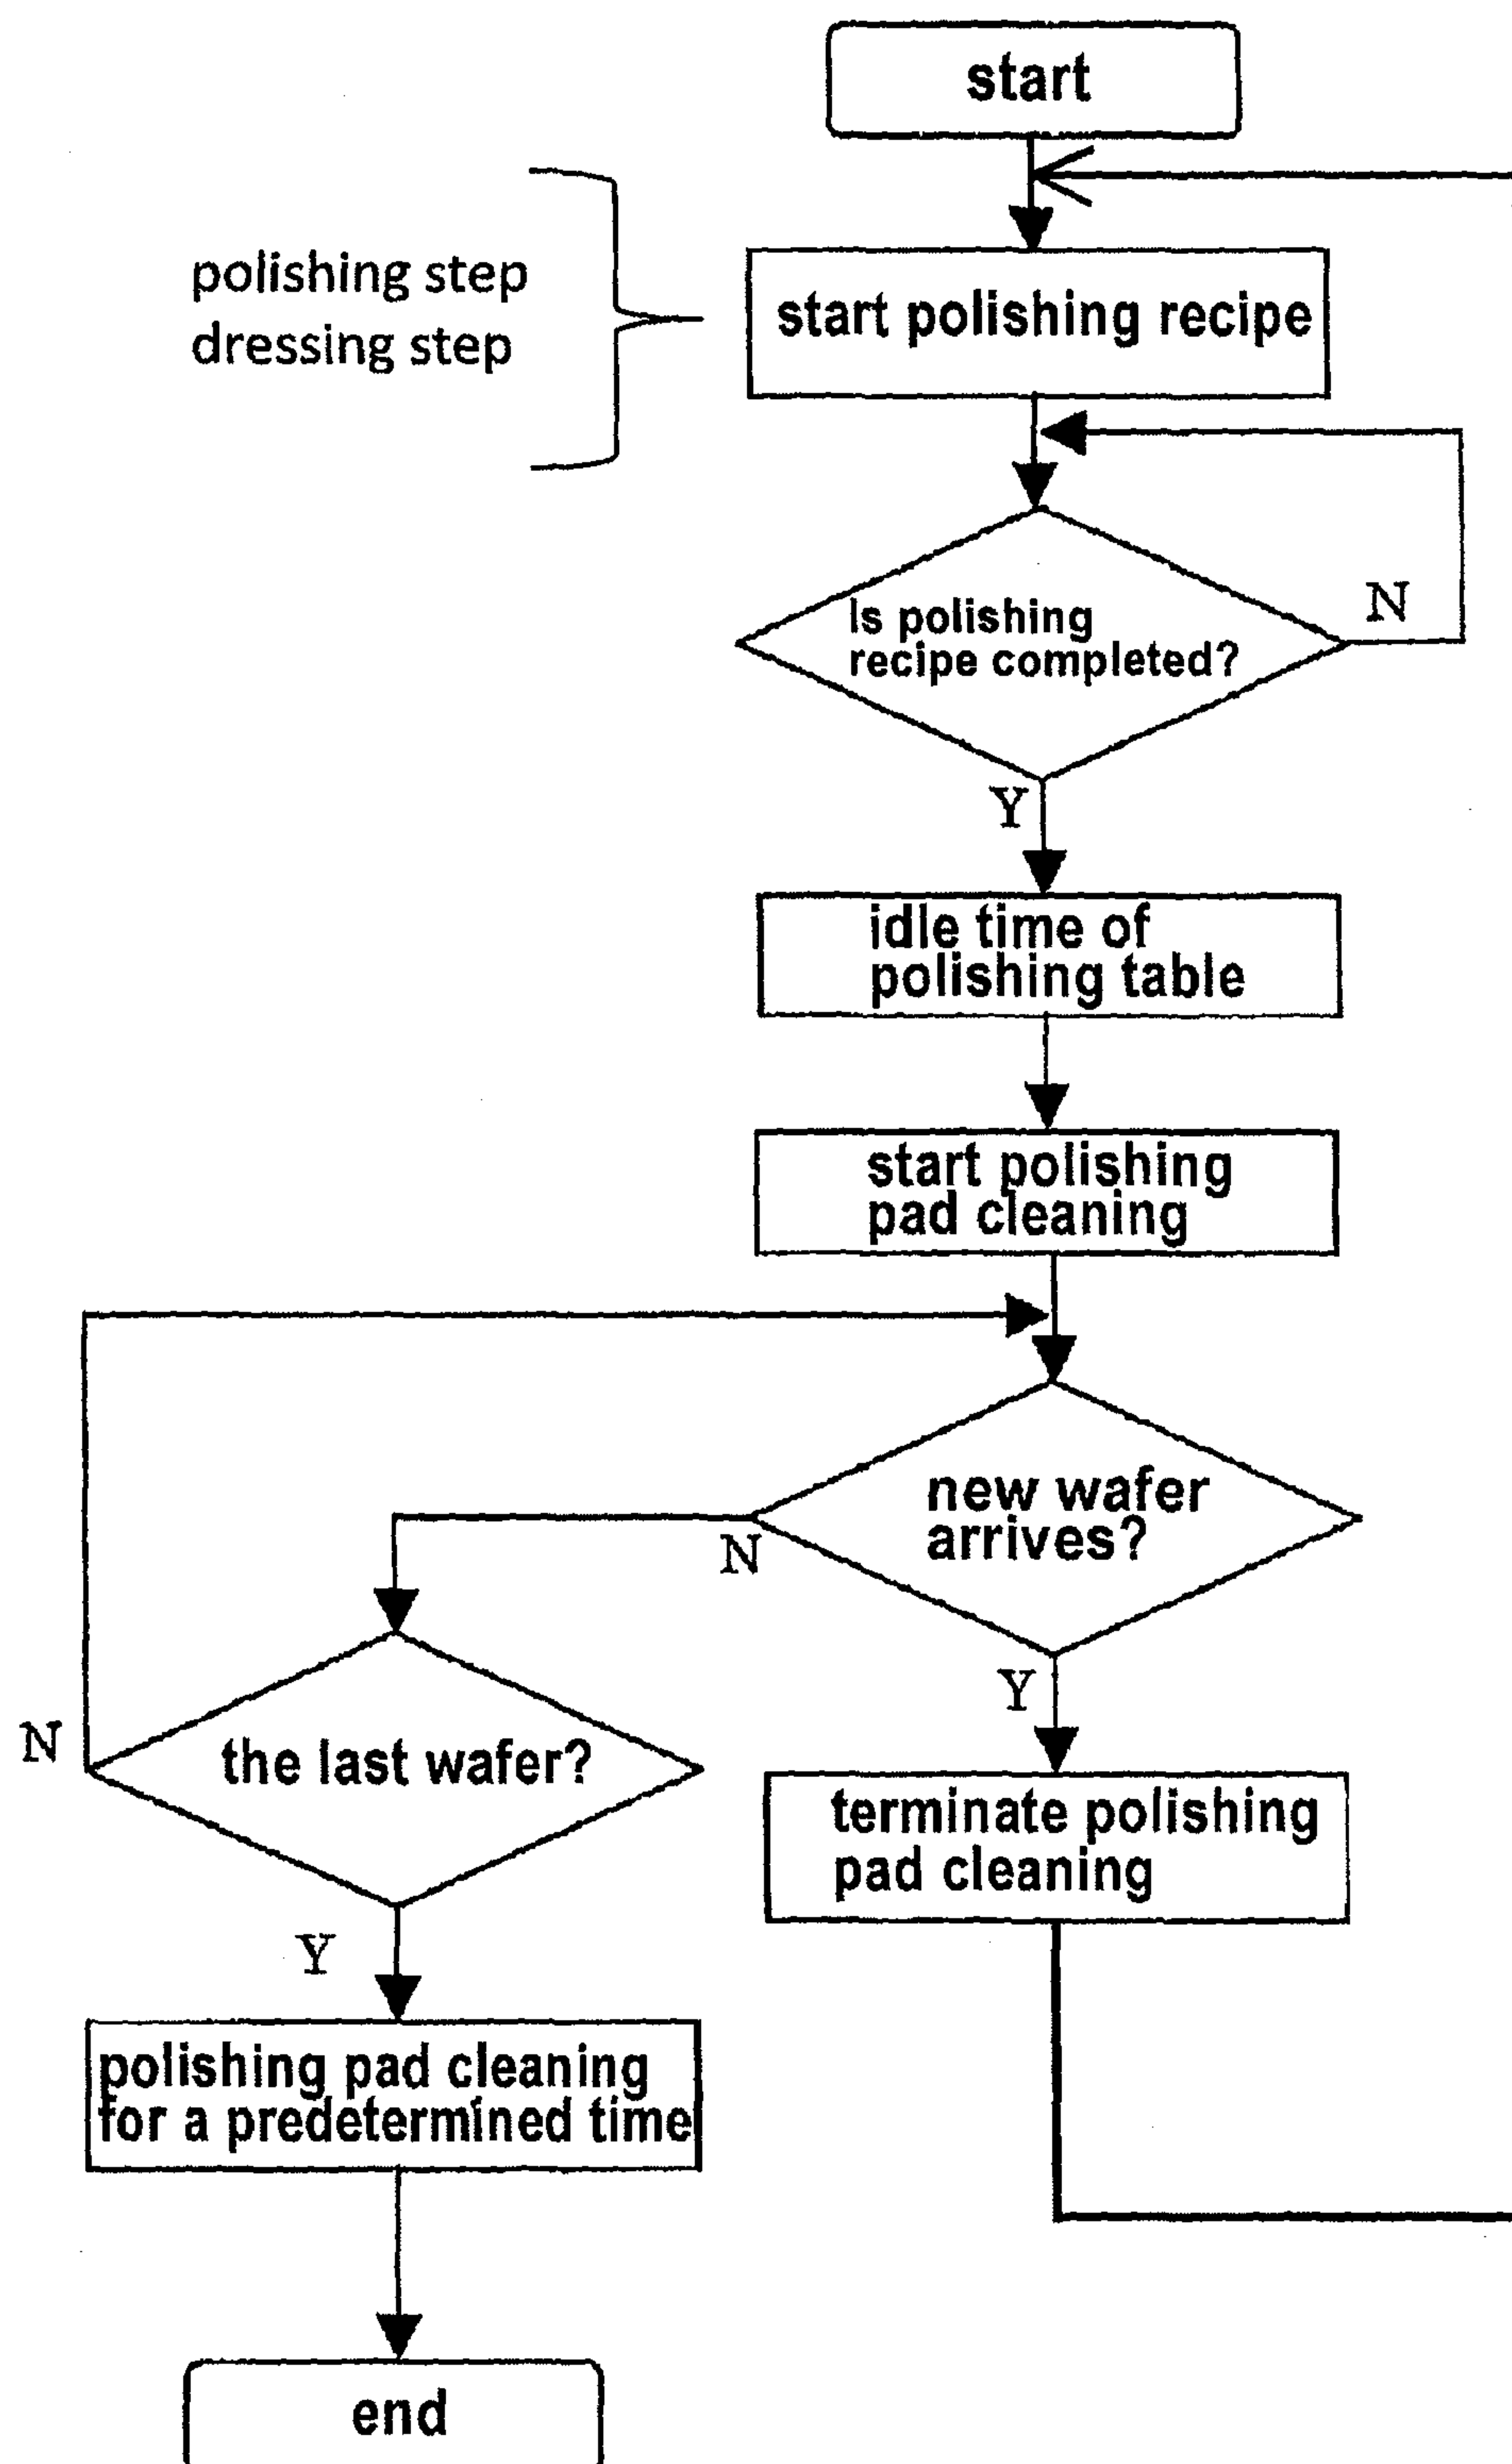 start
polishing step
dressing step
start polishing recipe
Is polishing
recipe completed?
N
Y
idle time of
polishing table
start polishing
pad cleaning
new wafer
arrives?
N
Y
the last wafer?
N
Y
terminate polishing
pad cleaning
polishing pad cleaning
for a predetermined time
end